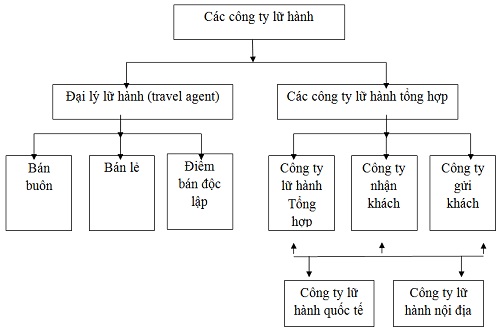 Các công ty lữ hành
Đại lý lữ hành (travel agent)
Các công ty lữ hành tổng hợp
Bán
buôn
Bán lẻ
Điểm
bán độc
lập
Công ty
lữ hành
Tổng
hợp
Công ty
nhận
khách
Công ty
gửi
khách
Công ty lữ
hành quốc tế
Công ty lữ
hành nội địa